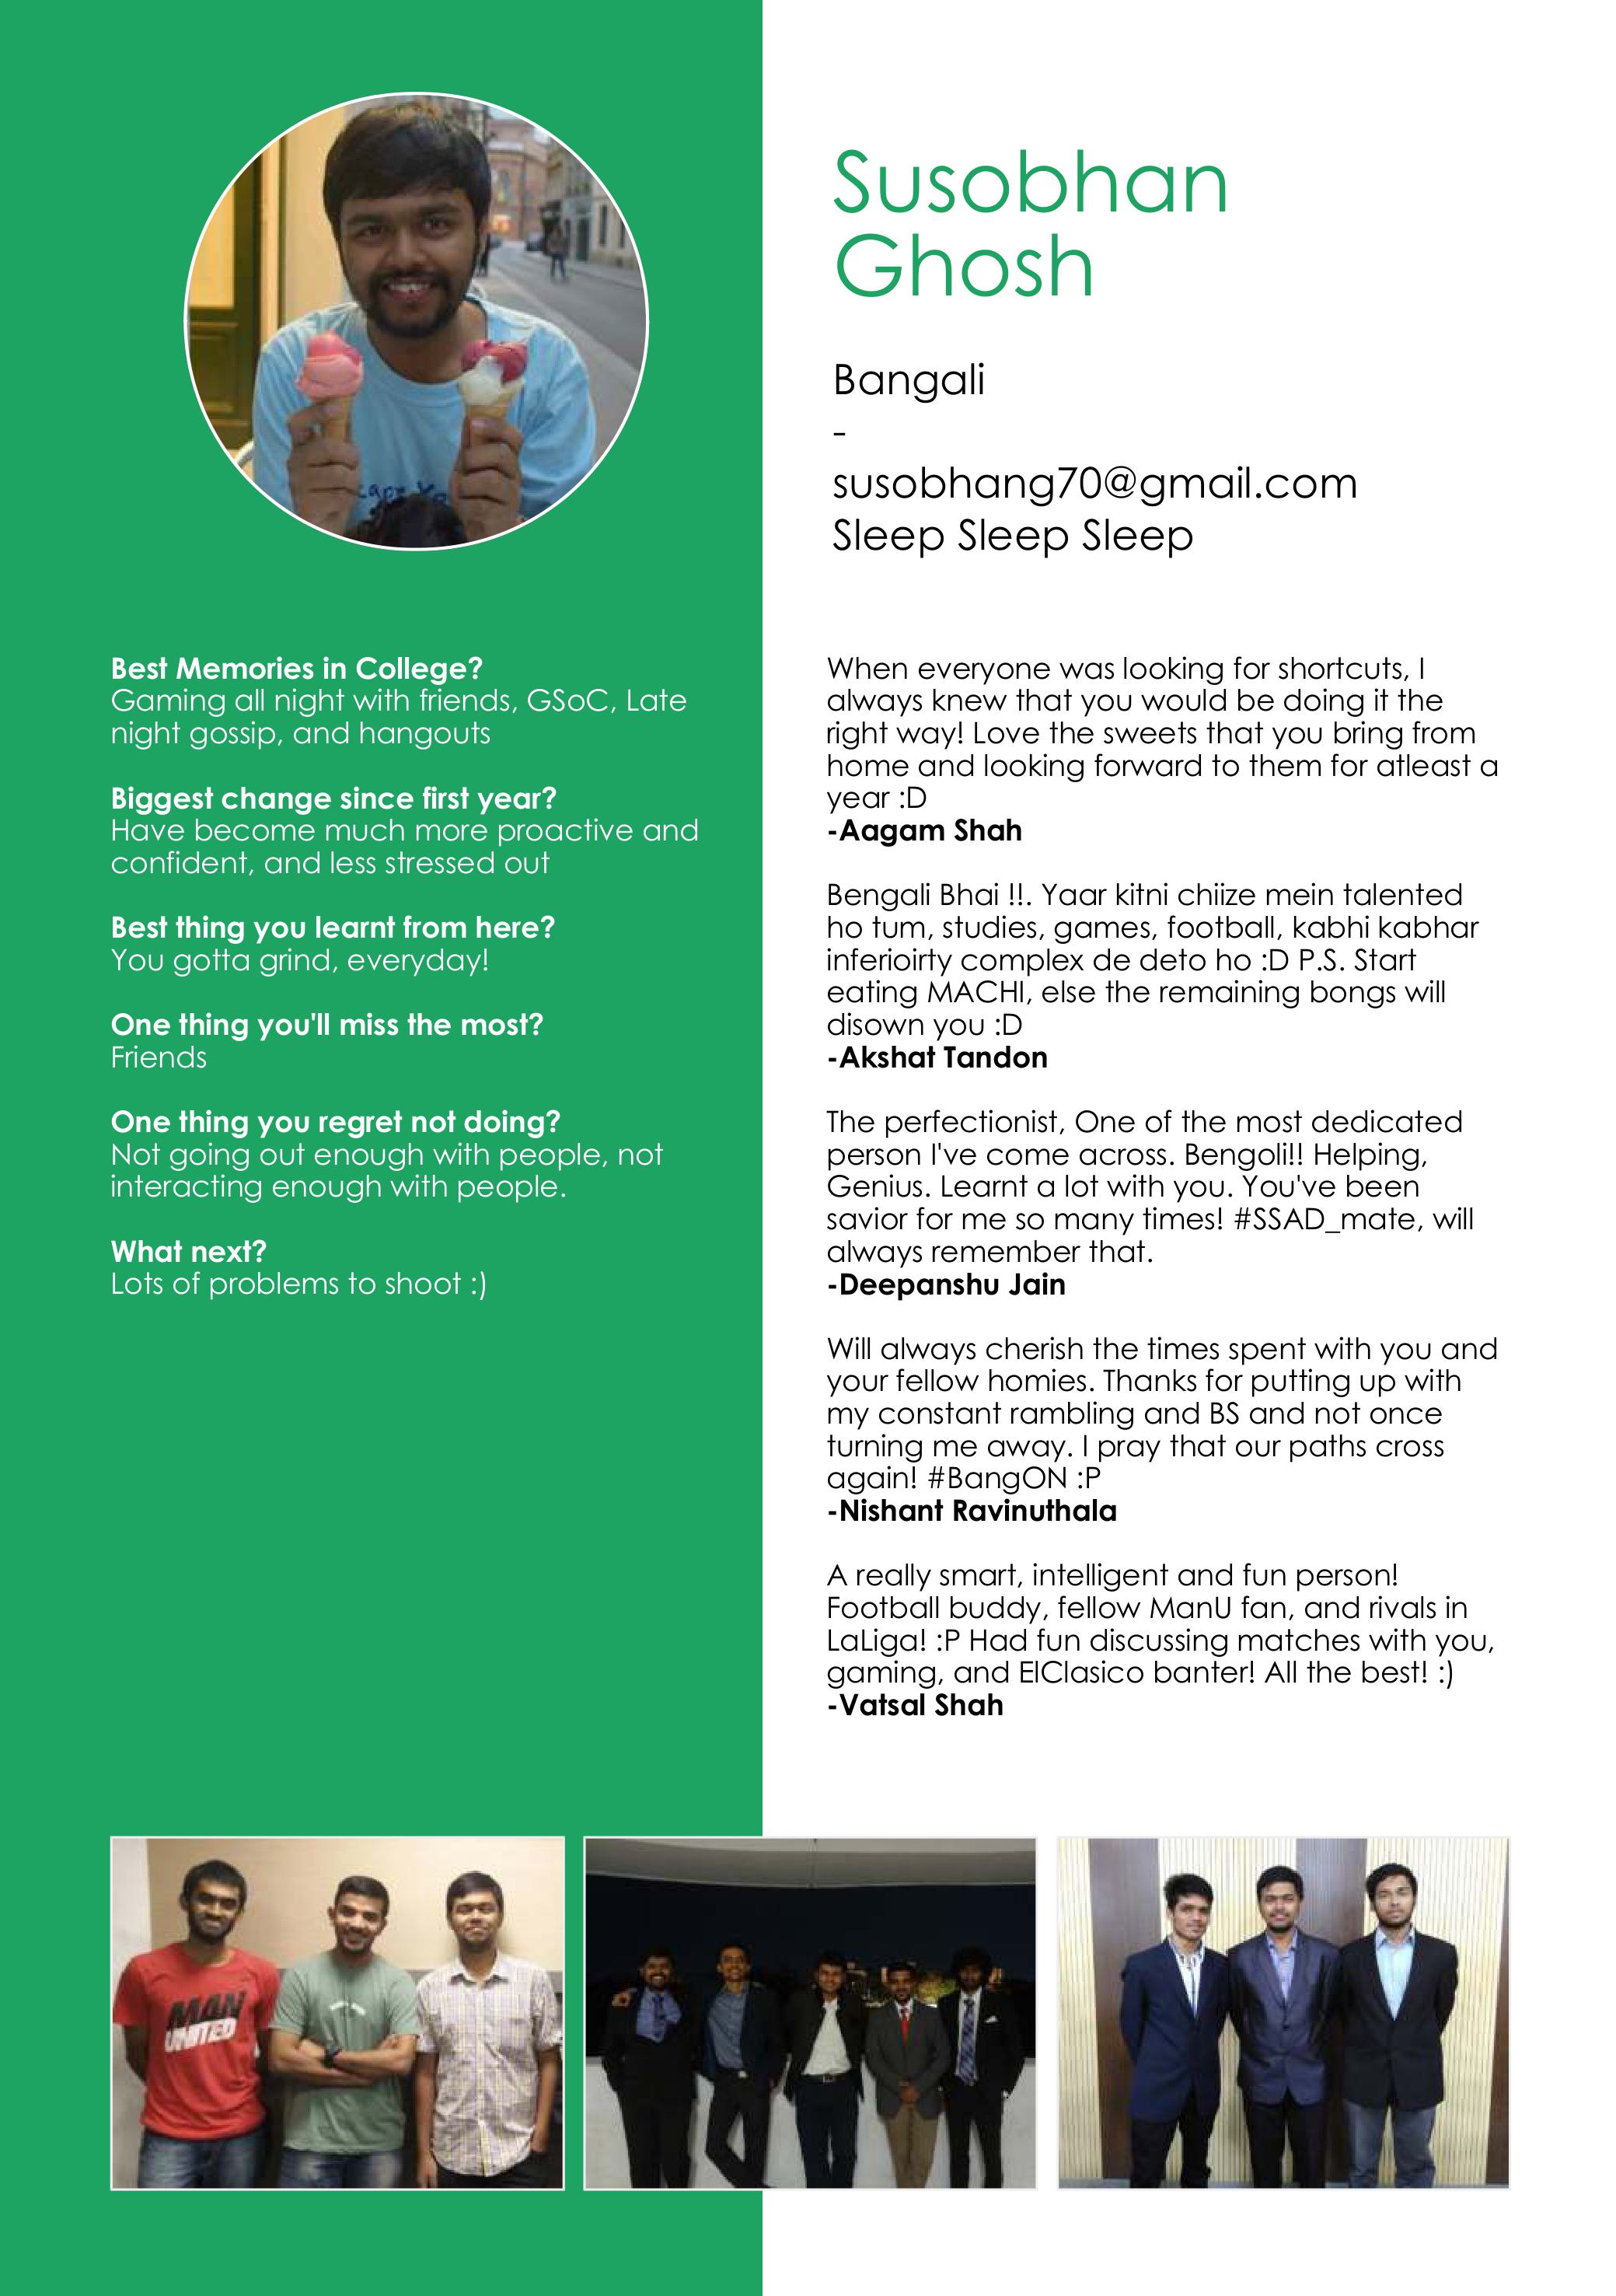 Susobhan
Ghosh
Bangali
-
susobhang70@gmail.com
Sleep Sleep Sleep
Best Memories in College?
Gaming all night with friends, GSoC, Late
night gossip, and hangouts
Biggest change since first year?
Have become much more proactive and
confident, and less stressed out
Best thing you learnt from here?
You gotta grind, everyday!
One thing you'll miss the most?
Friends
One thing you regret not doing?
Not going out enough with people, not
interacting enough with people.
What next?
Lots of problems to shoot :)
When everyone was looking for shortcuts, I
always knew that you would be doing it the
right way! Love the sweets that you bring from
home and looking forward to them for atleast a
year :D
-Aagam Shah
Bengali Bhai !!. Yaar kitni chiize mein talented
ho tum, studies, games, football, kabhi kabhar
inferioirty complex de deto ho :D P.S. Start
eating MACHI, else the remaining bongs will
disown you :D
-Akshat Tandon
The perfectionist, One of the most dedicated
person I've come across. Bengoli!! Helping,
Genius. Learnt a lot with you. You've been
savior for me so many times! #SSAD_mate, will
always remember that.
-Deepanshu Jain
Will always cherish the times spent with you and
your fellow homies. Thanks for putting up with
my constant rambling and BS and not once
turning me away. I pray that our paths cross
again! #BangON :P
-Nishant Ravinuthala
A really smart, intelligent and fun person!
Football buddy, fellow ManU fan, and rivals in
LaLiga! :P Had fun discussing matches with you,
gaming, and ElClasico banter! All the best! :)
-Vatsal Shah
MAN
UNITED